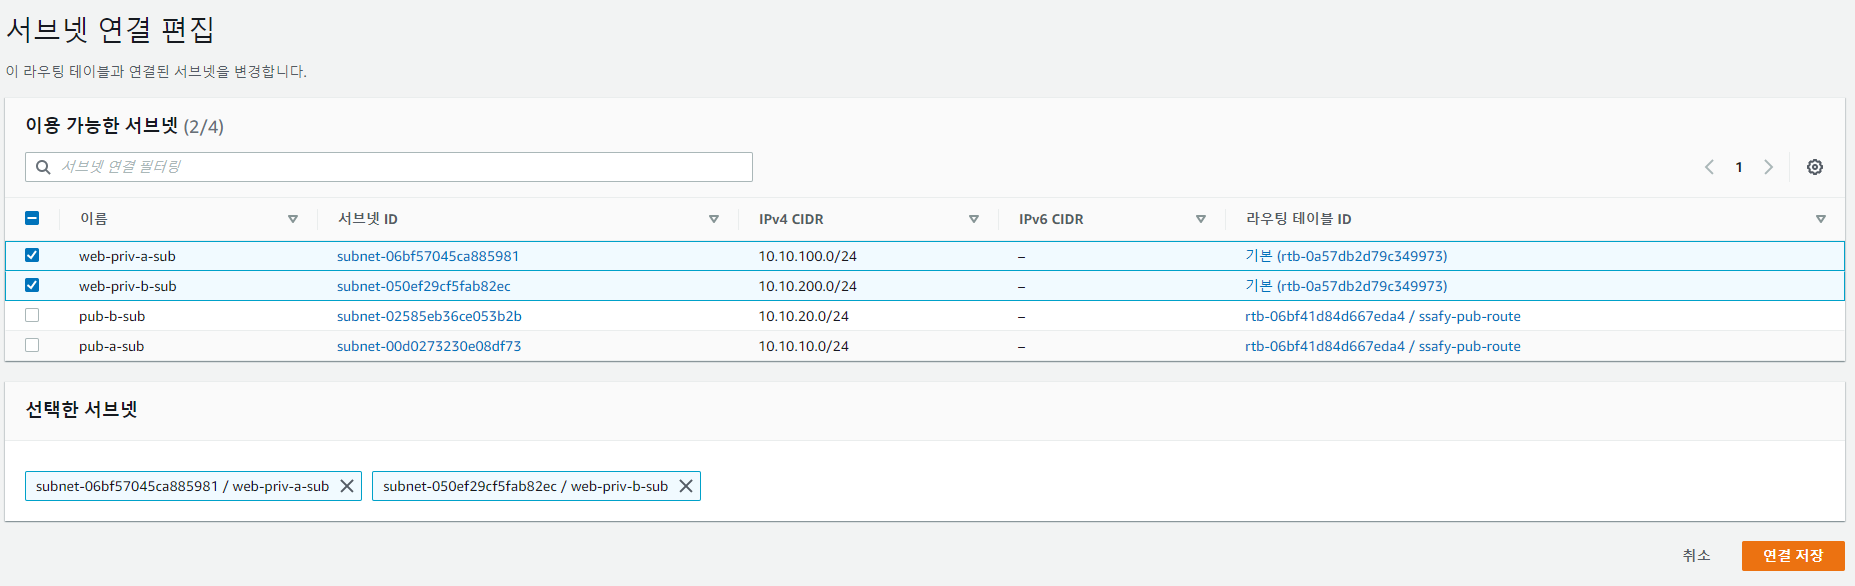 서브넷 연결 편집
이 라우팅 테이블과 연결된 서브넷을 변경합니다.
이용 가능한 서브넷 (2/4)
서브넷 연결 필터링
1
이름 서브넷 ID IPv4 CIDR IPv6 CIDR 라우팅 테이블 ID
web-priv-a-sub subnet-06bf57045ca885981 10.10.100.0/24 – 기본 (rtb-0a57db2d79c349973)
web-priv-b-sub subnet-050ef29cf5fab82ec 10.10.200.0/24 – 기본 (rtb-0a57db2d79c349973)
pub-b-sub subnet-02585eb36ce053b2b 10.10.20.0/24 – rtb-06bf41d84d667eda4 / ssafy-pub-route
pub-a-sub subnet-00d0273230e08df73 10.10.10.0/24 – rtb-06bf41d84d667eda4 / ssafy-pub-route
선택한 서브넷
subnet-06bf57045ca885981 / web-priv-a-sub subnet-050ef29cf5fab82ec / web-priv-b-sub
취소 연결 저장